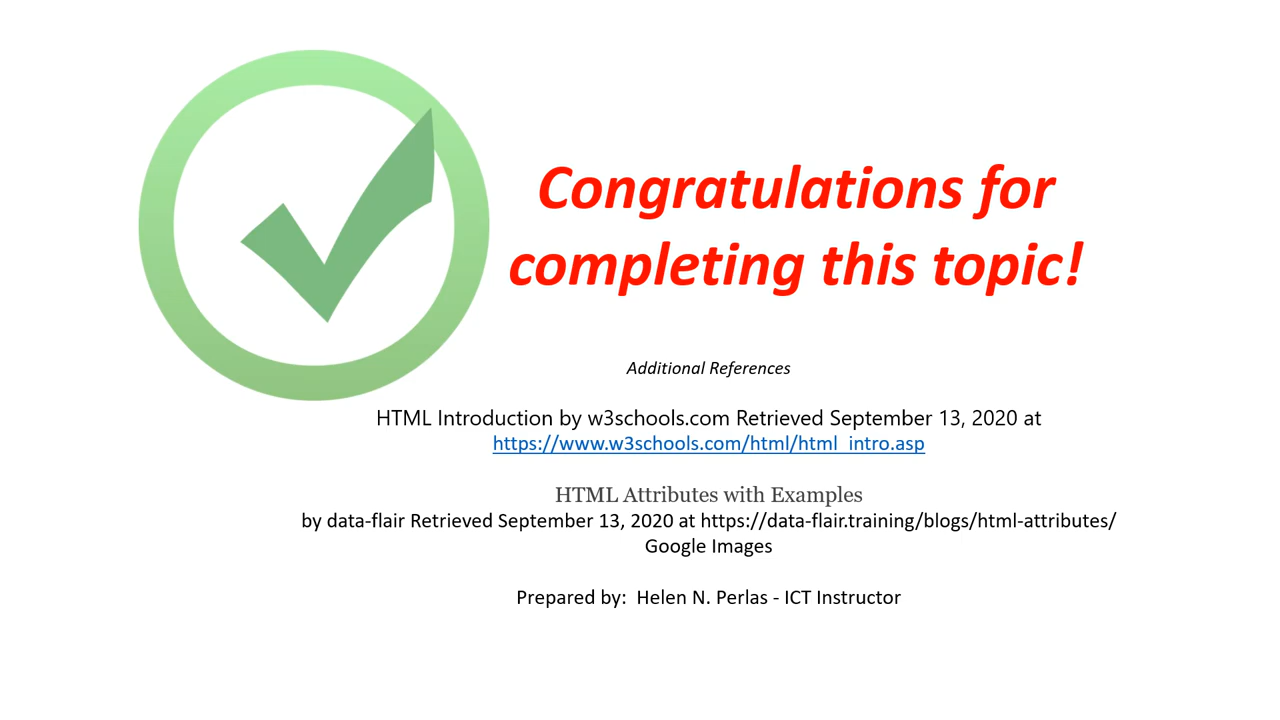 Congratulations for
completing this topic!
Additional References
HTML Introduction by w3schools.com Retrieved September 13, 2020 at
https://www.w3schools.com/html/html_intro.asp
HTML Attributes with Examples
by data-flair Retrieved September 13, 2020 at https://data-flair.training/blogs/html-attributes/
Google Images
Prepared by:  Helen N. Perlas - ICT Instructor